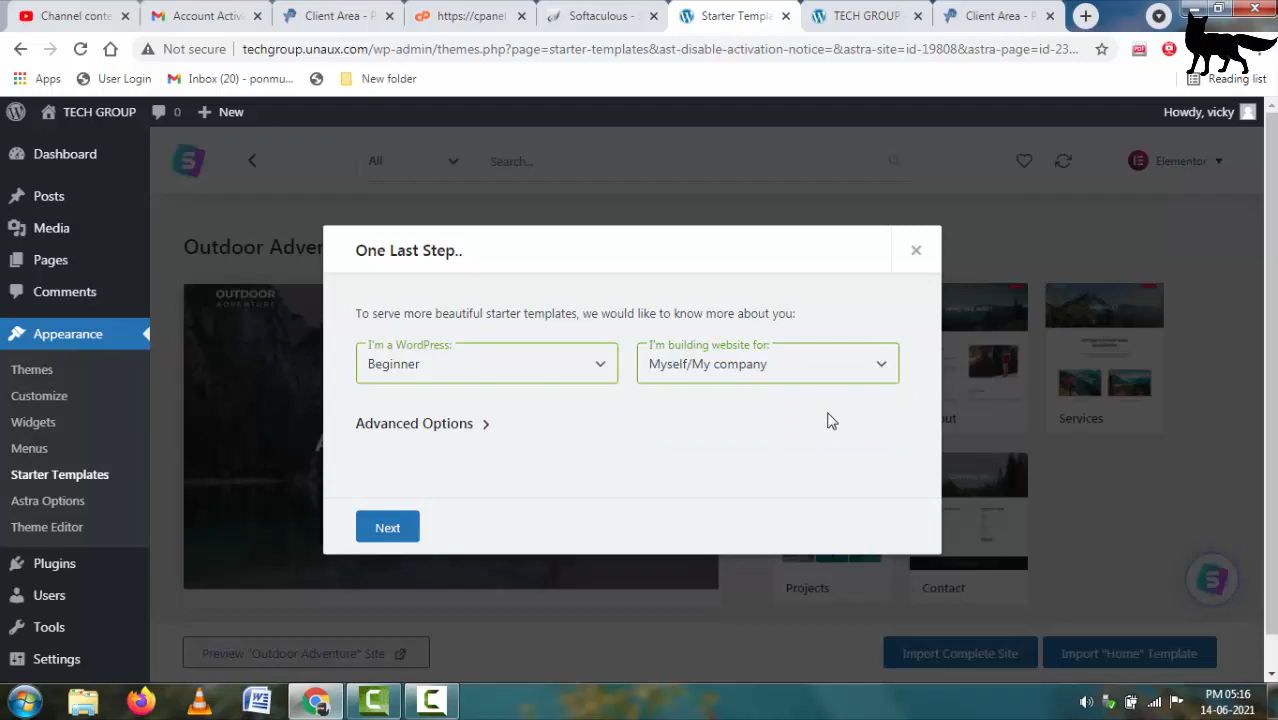 Channel conten
Account Activ
Client Area - P
https://cpa
Softaculous -
Starter Templa
TECH GROUP
Client Area - P
Not secure
techgroup.unaux.com/wp-admin/themes.php?page=starter-templates&ast-disable-activation-notice=&astra-site=id-19808&astra-page=id-23...
Apps
User Login
Inbox (20) - ponmu...
New folder
Reading list
TECH GROUP
0
New
Howdy, vicky
Dashboard
Posts
Media
Pages
Comments
Appearance
Themes
Customize
Widgets
Menus
Starter Templates
Astra Options
Theme Editor
Plugins
Users
Tools
Settings
All
Search...
Elementor
Outdoor Adven
OUTDOOR
ADVENTURE
One Last Step..
To serve more beautiful starter templates, we would like to know more about you:
I'm a WordPress:
Beginner
I'm building website for:
Myself/My company
Advanced Options
Next
out
Services
Projects
Contact
Preview "Outdoor Adventure" Site
Import Complete Site
Import "Home" Template
PM 05:16
14-06-2021